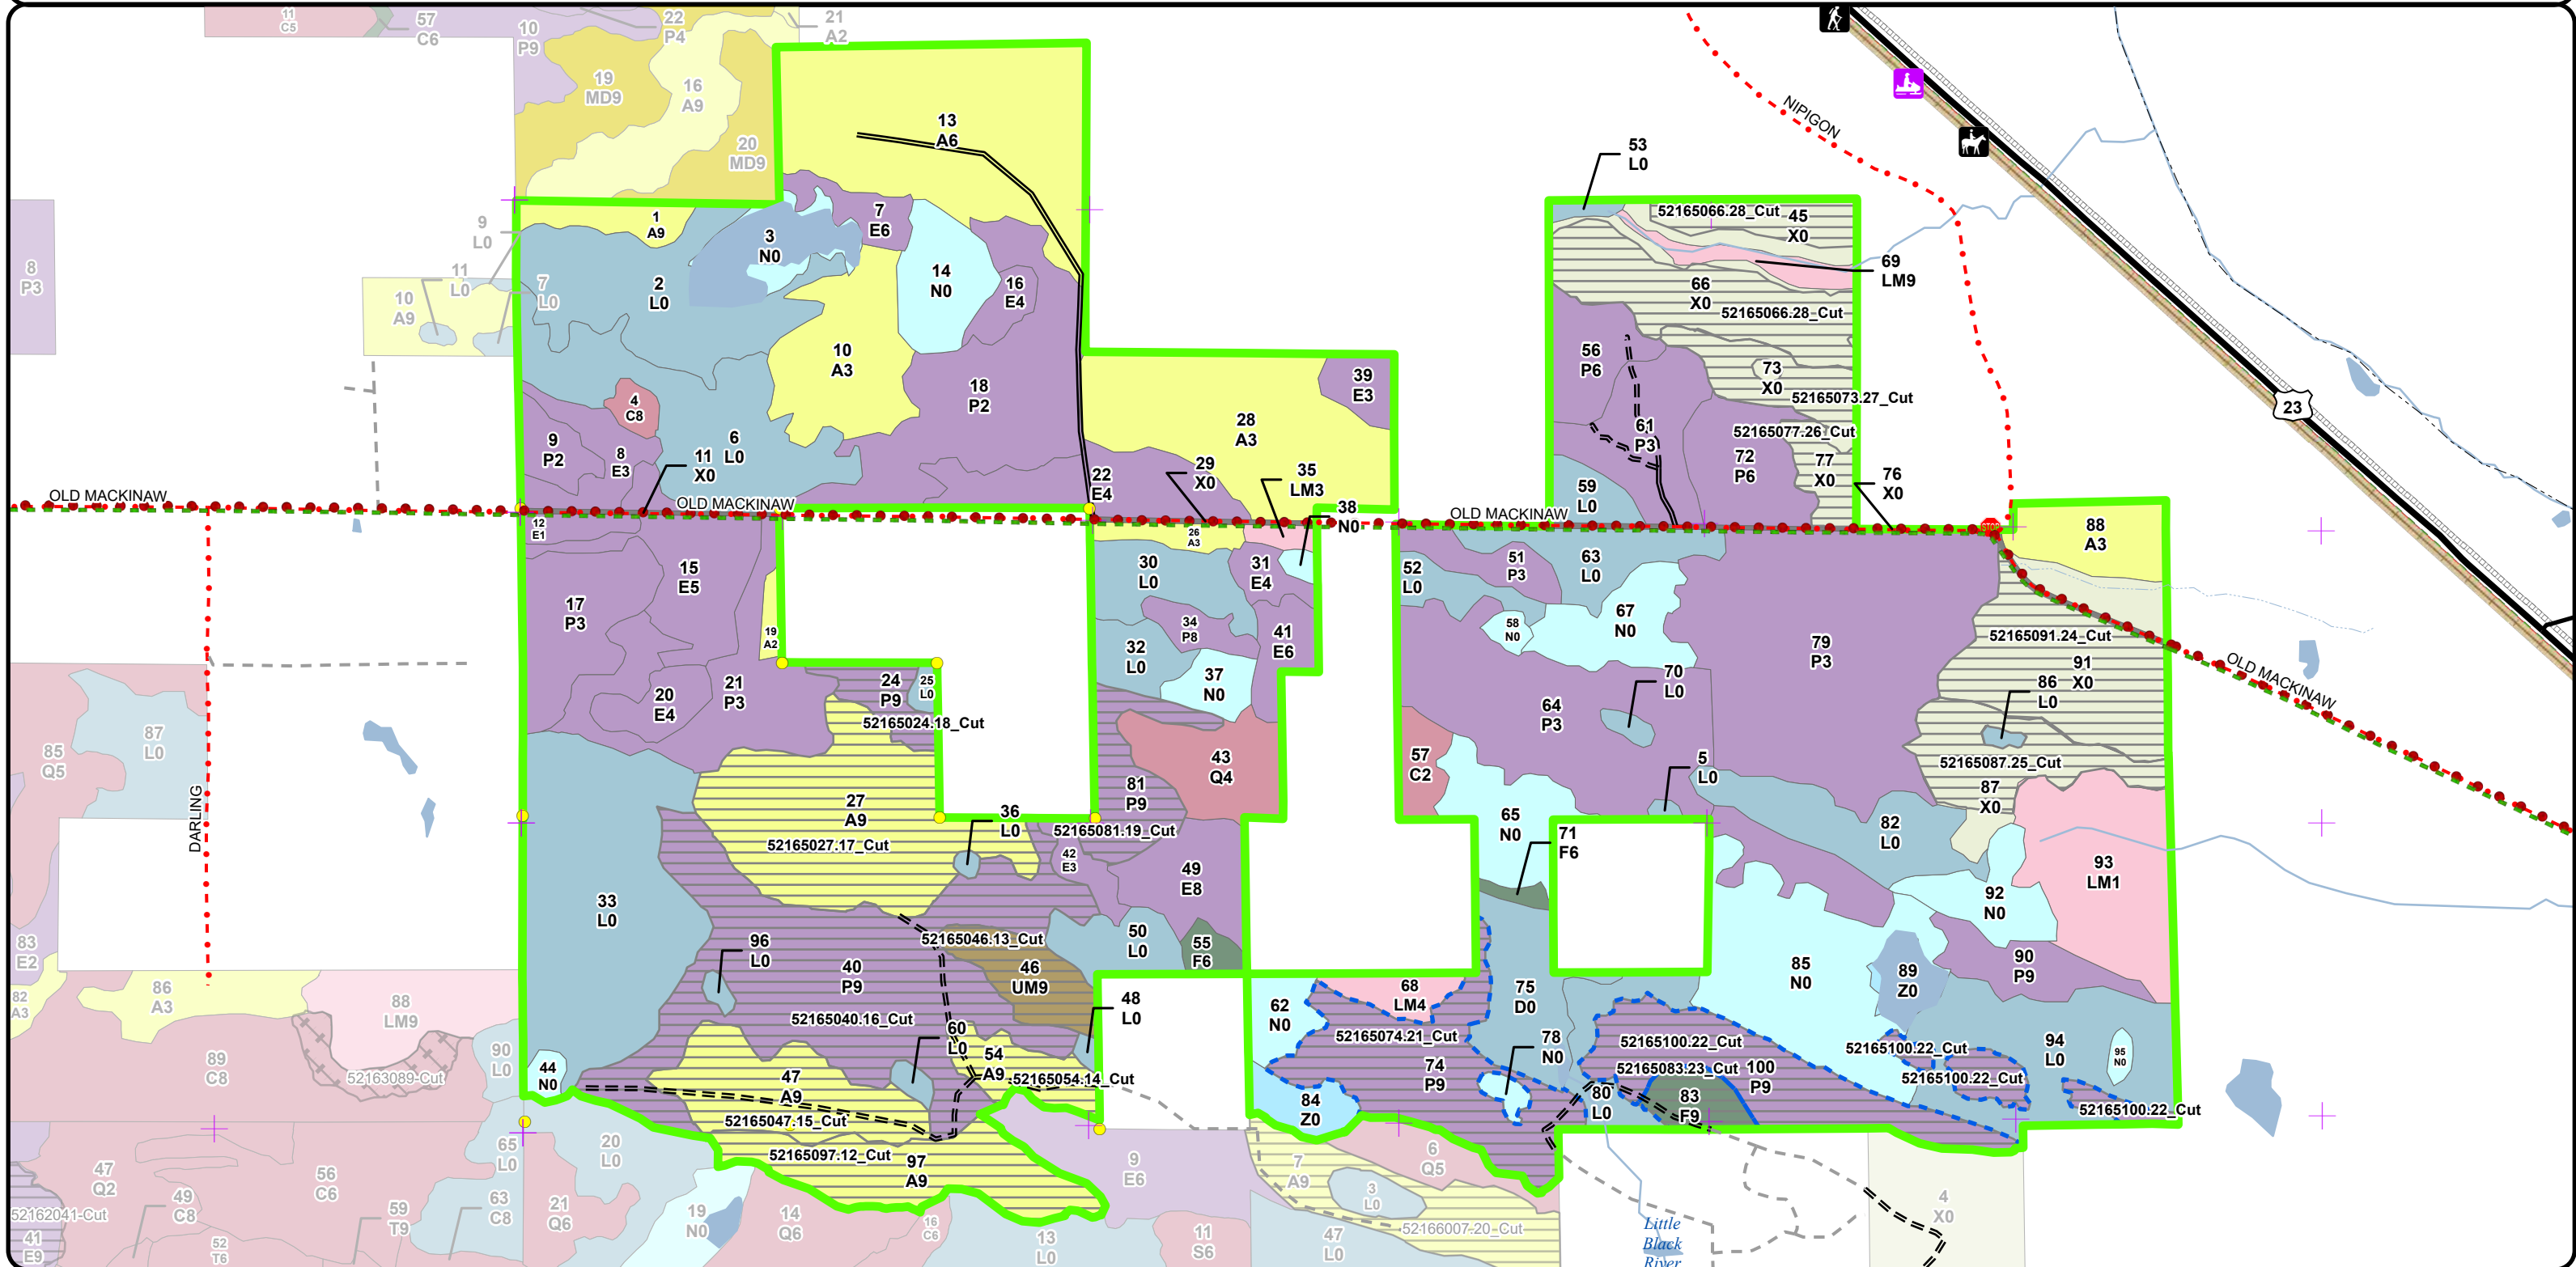 11
C5
57
C6
10
P9
22
P4
21
A2
19
MD9
16
A9
20
MD9
13
A6
NIPIGON
53
L0
8
P3
9
L0
1
A9
3
N0
7
E6
52165066.28_Cut
45
X0
11
L0
7
L0
10
A9
2
L0
14
N0
16
E4
69
LM9
66
X0
52165066.28_Cut
10
A3
18
P2
39
E3
56
P6
73
X0
52165073.27_Cut
23
4
C8
28
A3
61
P3
52165077.26_Cut
9
P2
8
E3
6
L0
11
X0
22
E4
29
X0
35
LM3
59
L0
72
P6
77
X0
76
X0
OLD MACKINAW
OLD MACKINAW
38
N0
OLD MACKINAW
STOP
88
A3
12
E1
26
A3
15
E5
30
L0
31
E4
52
L0
51
P3
63
L0
17
P3
19
A2
34
P8
41
E6
58
N0
67
N0
79
P3
52165091.24_Cut
32
L0
91
X0
OLD MACKINAW
20
E4
21
P3
24
P9
25
L0
37
N0
70
L0
86
L0
52165024.18_Cut
64
P3
87
L0
85
Q5
43
Q4
57
C2
5
L0
52165087.25_Cut
DARLING
27
A9
81
P9
87
X0
36
L0
65
N0
71
F6
82
L0
52165027.17_Cut
52165081.19_Cut
42
E3
49
E8
93
LM1
33
L0
92
N0
83
E2
96
L0
52165046.13_Cut
50
L0
55
F6
40
P9
46
UM9
85
N0
89
Z0
90
P9
82
A3
86
A3
88
LM9
48
L0
62
N0
68
LM4
75
D0
52165040.16_Cut
60
L0
52165074.21_Cut
78
N0
52165100.22_Cut
52165100.22_Cut
94
L0
95
N0
89
C8
90
L0
52163089-Cut
44
N0
47
A9
54
A9
52165054.14_Cut
74
P9
52165083.23_Cut
100
P9
52165100.22_Cut
84
Z0
80
L0
83
F9
52165100.22_Cut
52165047.15_Cut
65
L0
20
L0
52165097.12_Cut
97
A9
9
E6
7
A9
6
Q5
47
Q2
56
C6
49
C8
59
T9
63
C8
21
Q6
19
N0
14
Q6
16
C6
3
L0
4
X0
52162041-Cut
52166007.20_Cut
41
E9
52
T6
13
L0
11
S6
47
L0
Little
Black
River